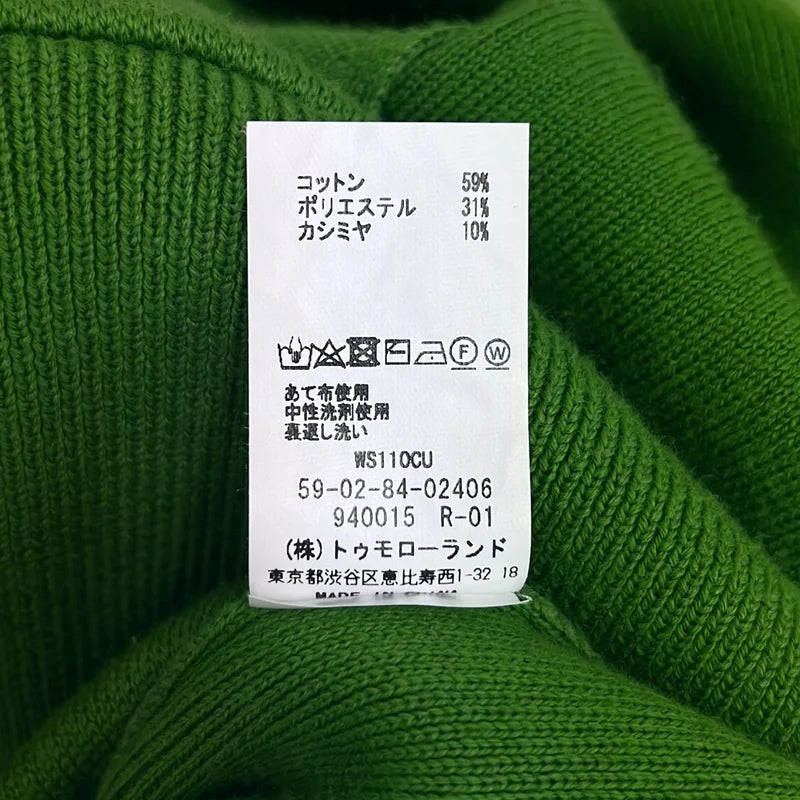 コットン 59%
ポリエステル 31%
カシミヤ 10%
F W
あて布使用
中性洗剤使用
裏返し洗い
WS110CU
59-02-84-02406
940015 R-01
(株)トゥモローランド
東京都渋谷区恵比寿西1-32 18
MADE IN